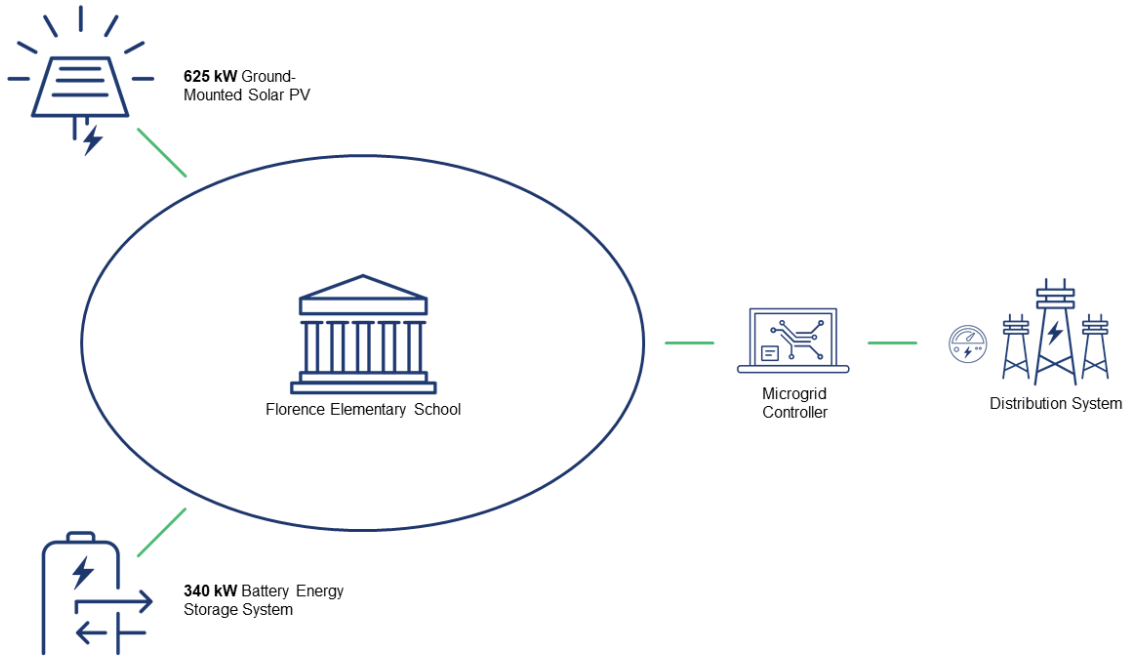 625 kW Ground-
Mounted Solar PV
Florence Elementary School
Microgrid
Controller
Distribution System
340 kW Battery Energy
Storage System